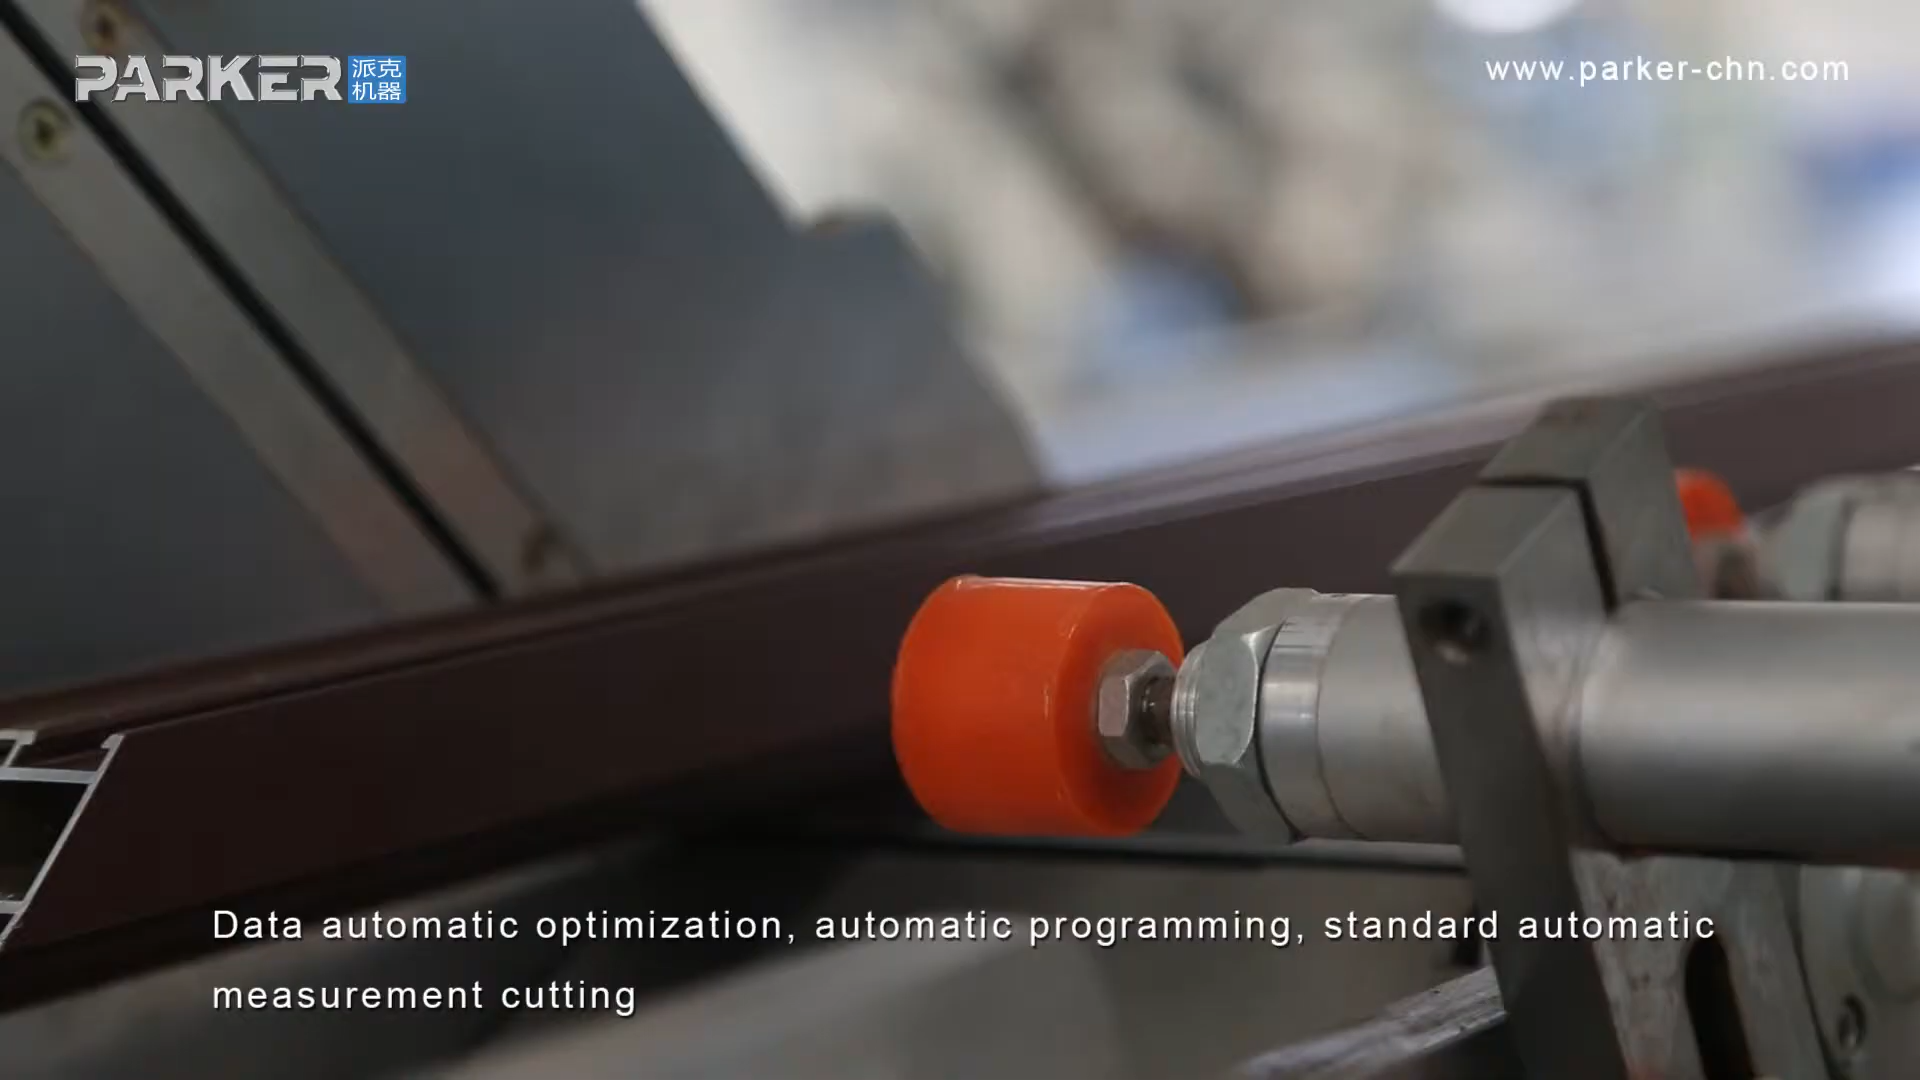 PARKER 派克
机器
www.parker-chn.com
Data automatic optimization, automatic programming, standard automatic
measurement cutting